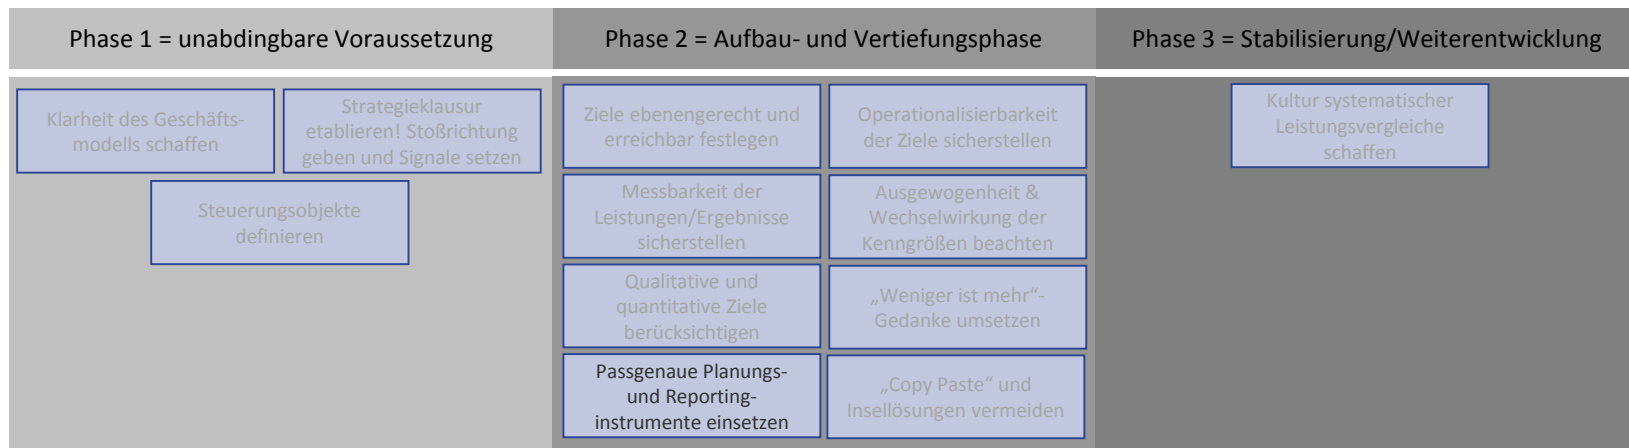 Phase 1 = unabdingbare Voraussetzung
Phase 2 = Aufbau- und Vertiefungsphase
Phase 3 = Stabilisierung/Weiterentwicklung
Klarheit des Geschäfts-
modells schaffen
Strategieklausur
etablieren! Stoßrichtung
geben und Signale setzen
Steuerungsobjekte
definieren
Ziele ebenengerecht und
erreichbar festlegen
Operationalisierbarkeit
der Ziele sicherstellen
Messbarkeit der
Leistungen/Ergebnisse
sicherstellen
Ausgewogenheit &
Wechselwirkung der
Kenngrößen beachten
Qualitative und
quantitative Ziele
berücksichtigen
„Weniger ist mehr“-
Gedanke umsetzen
Passgenaue Planungs-
und Reporting-
instrumente einsetzen
„Copy Paste“ und
Insellösungen vermeiden
Kultur systematischer
Leistungsvergleiche
schaffen